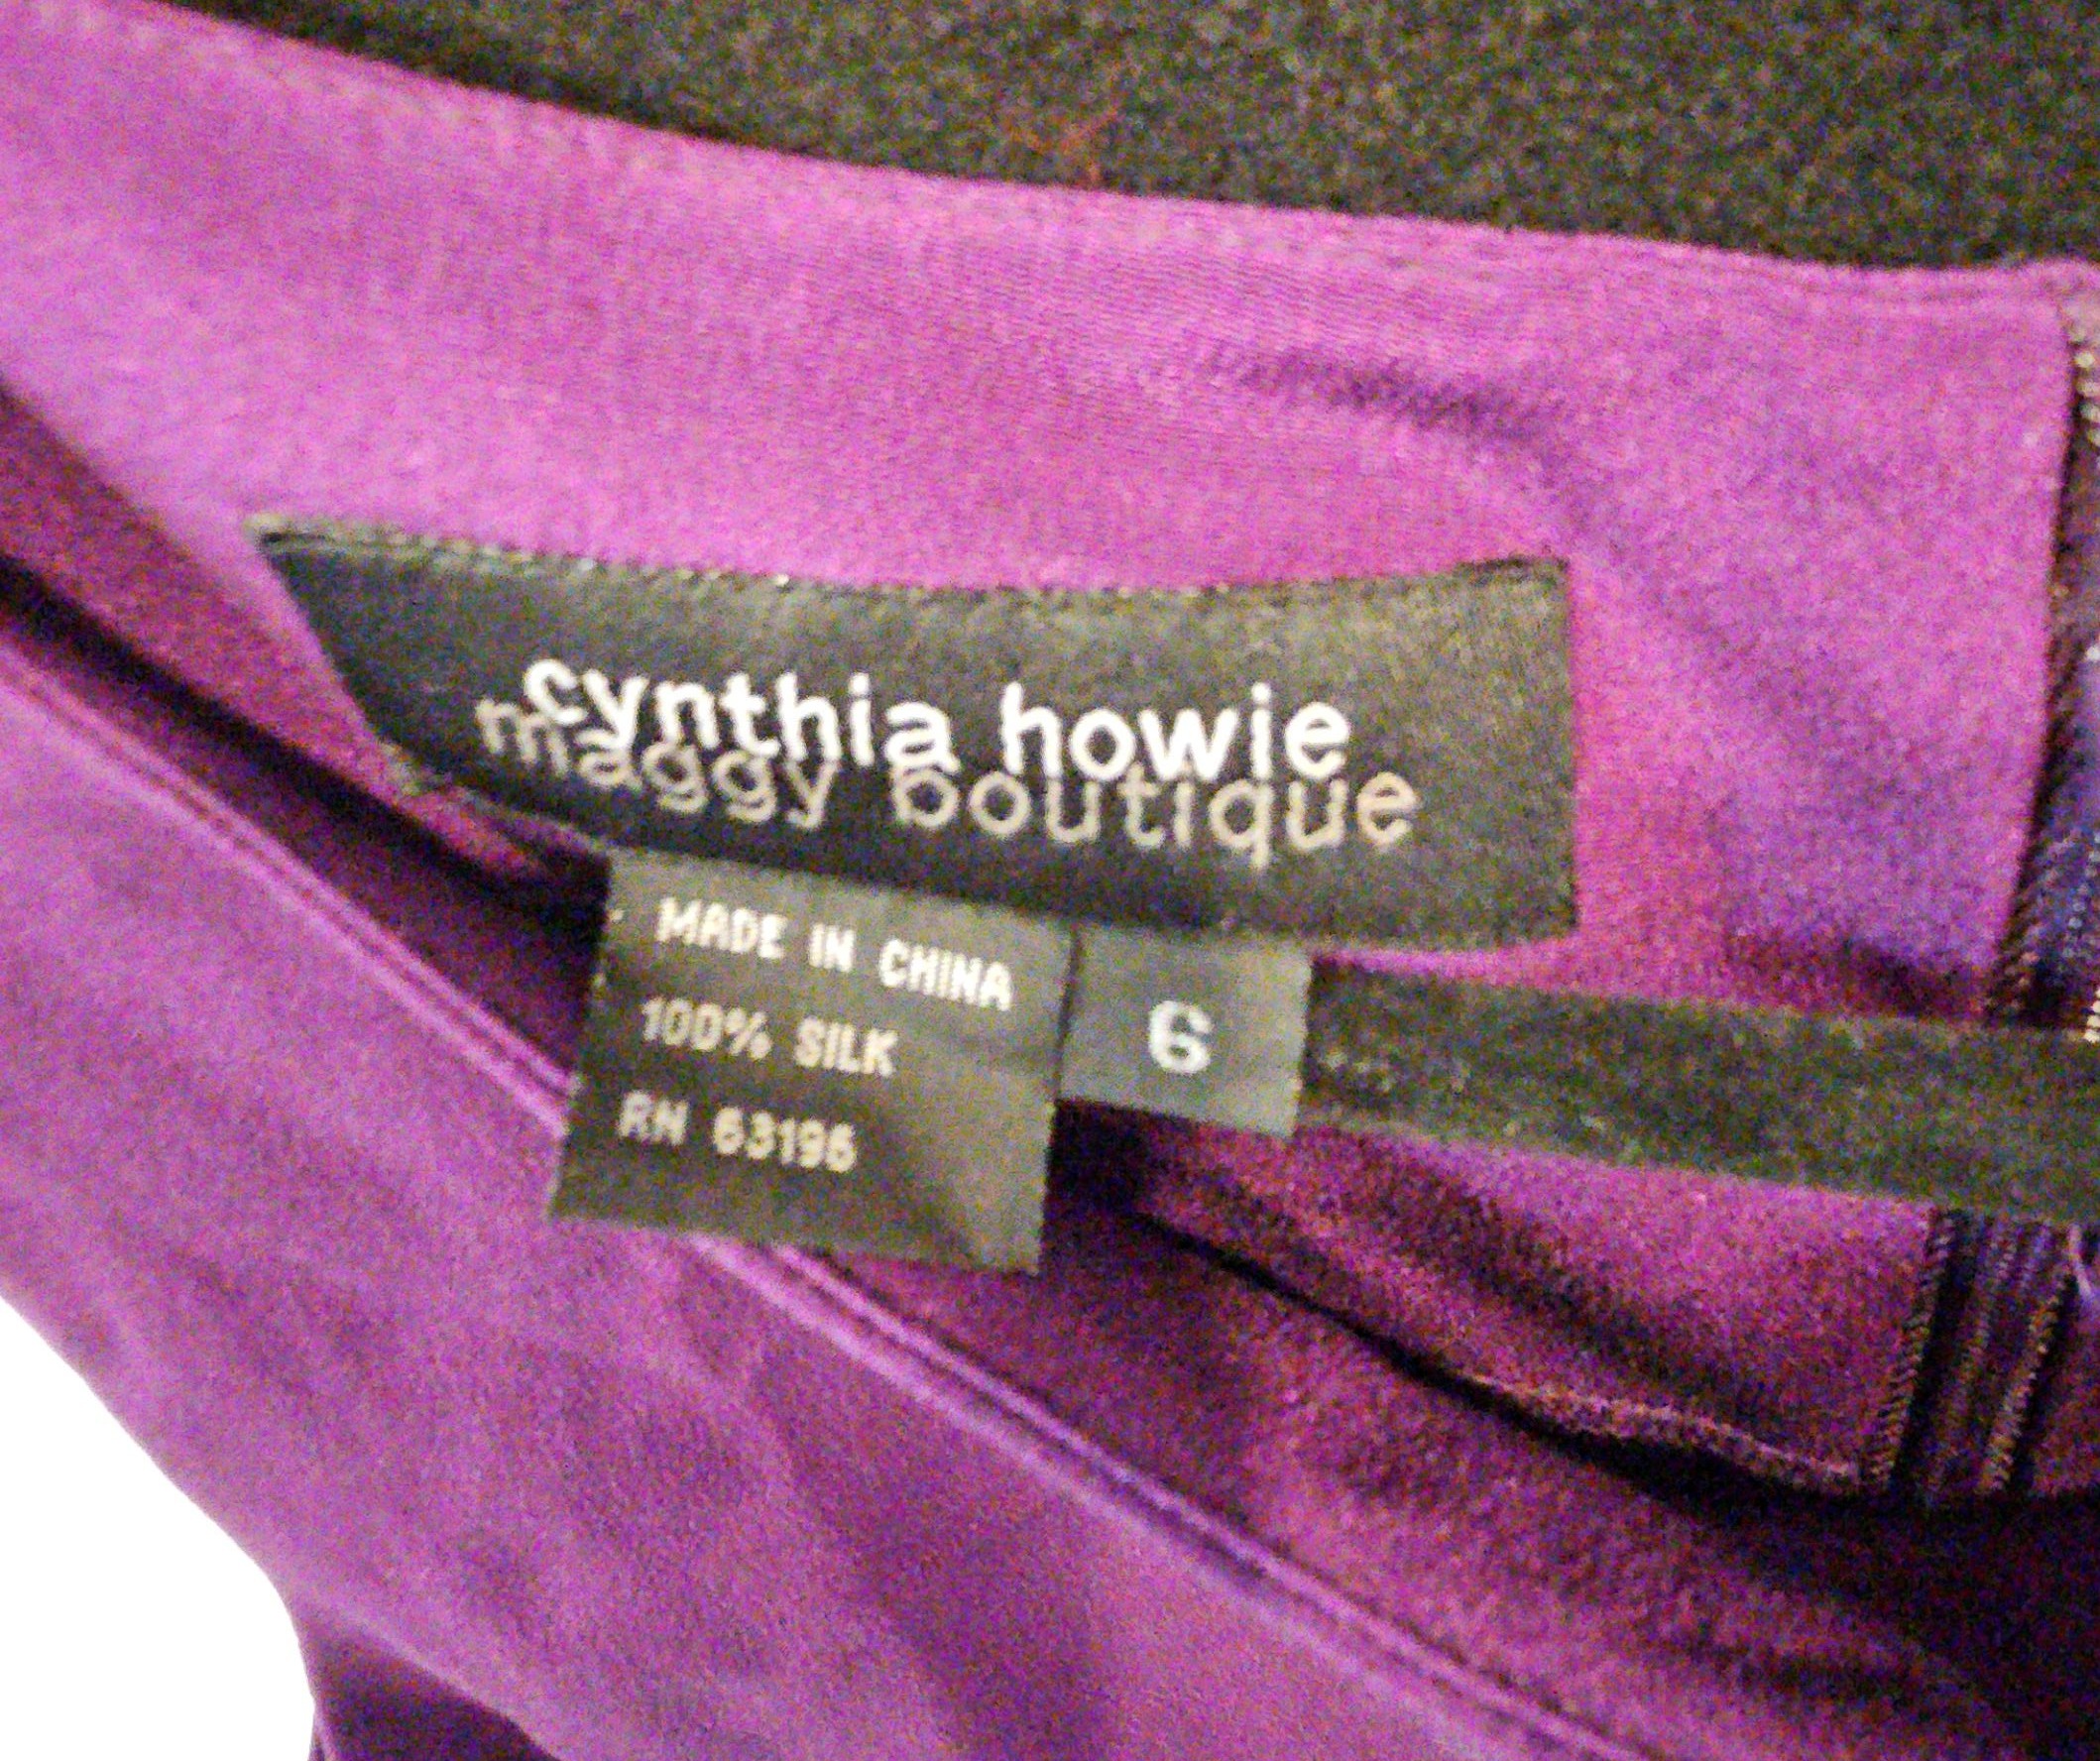 cynthia howie
maggy boutique
MADE IN CHINA
100% SILK
RN 63196
6